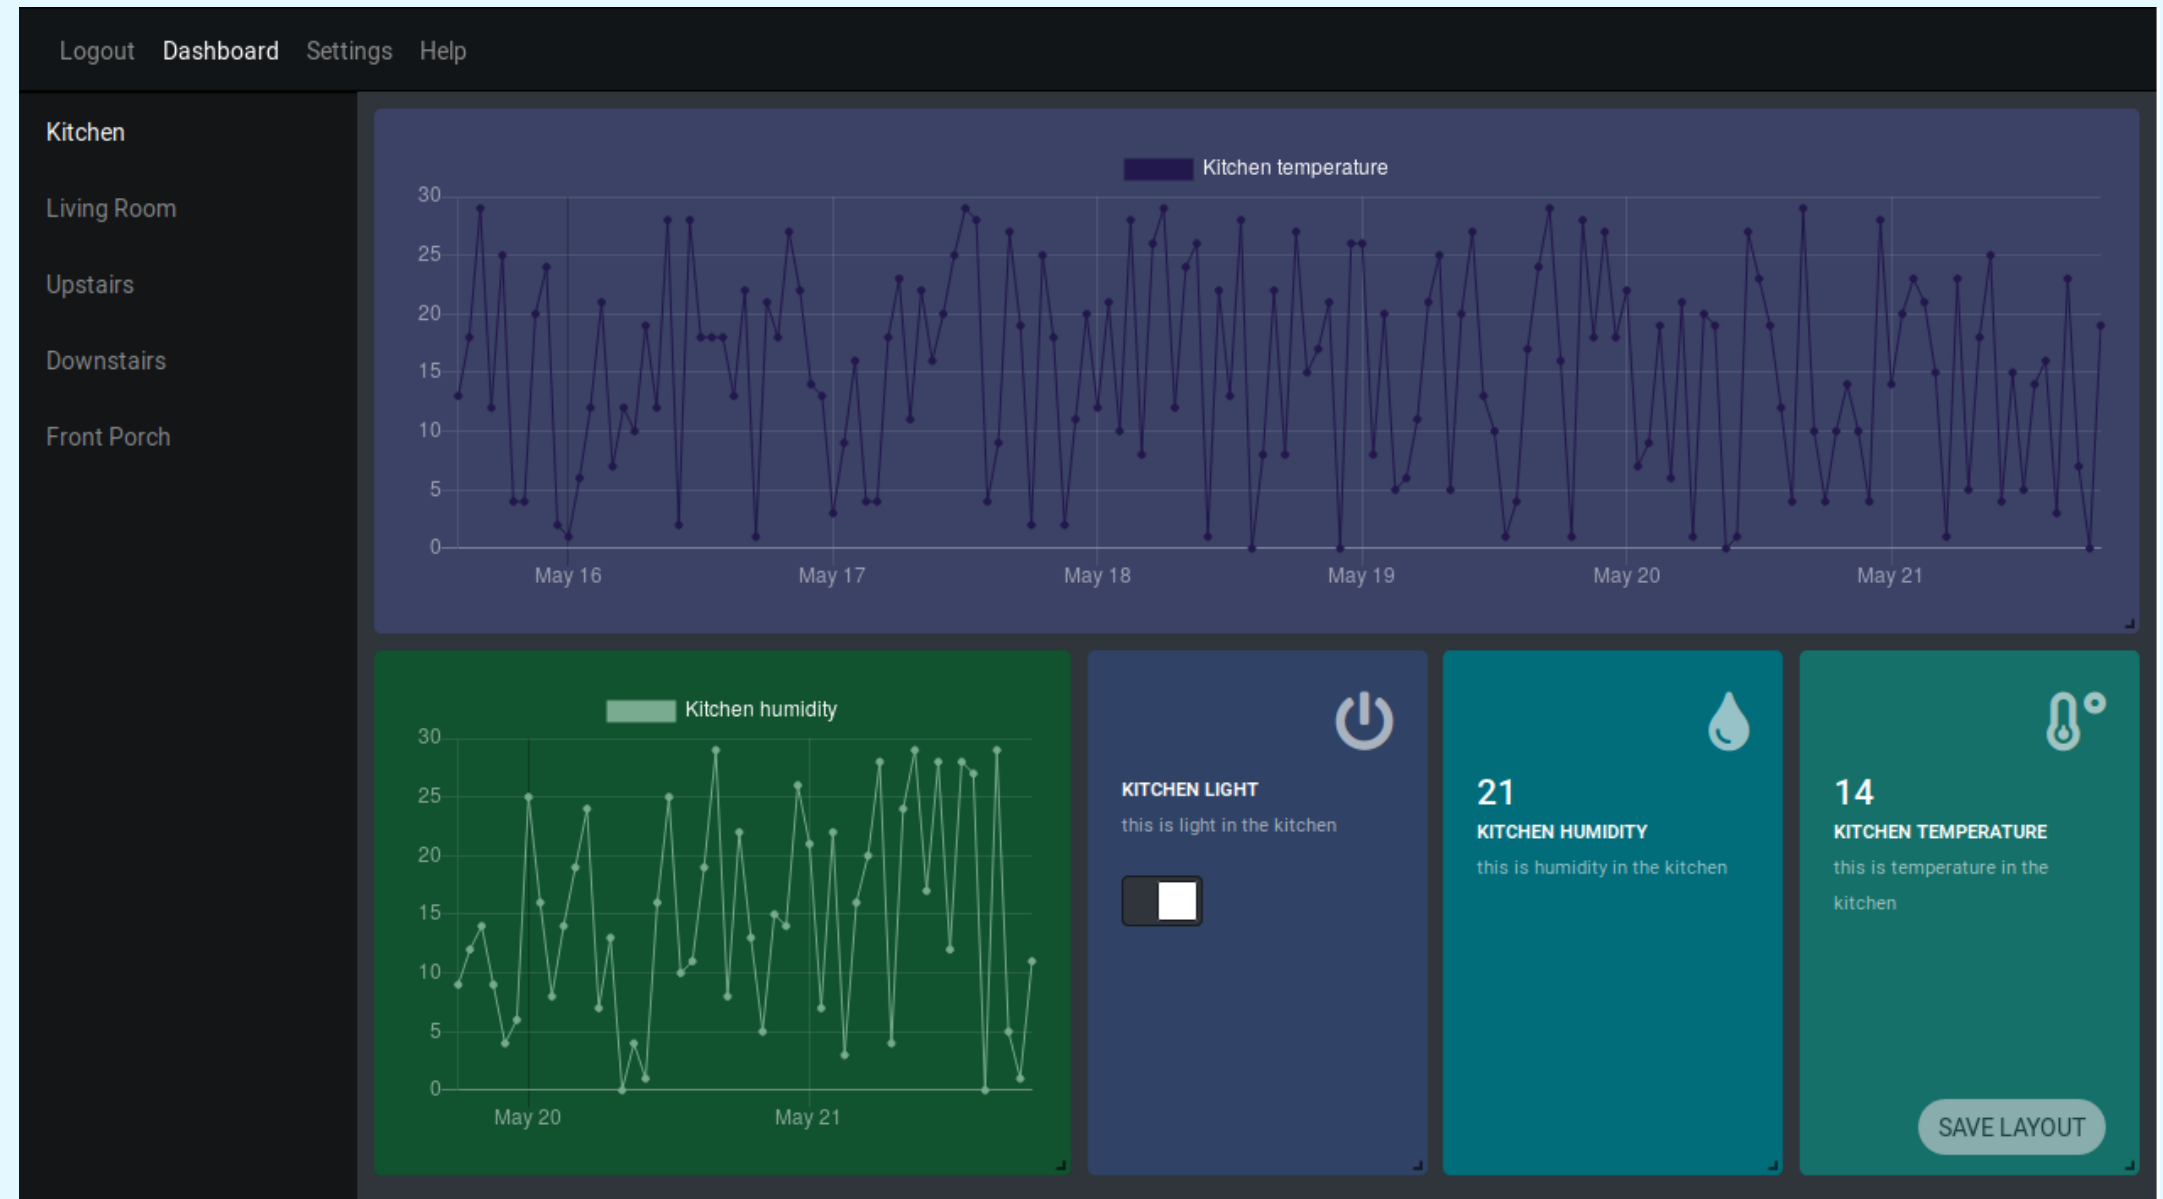 Logout Dashboard Settings Help
Kitchen
Living Room
Upstairs
Downstairs
Front Porch
Kitchen temperature
30
25
20
15
10
5
0
May 16 May 17 May 18 May 19 May 20 May 21
Kitchen humidity
30
25
20
15
10
5
0
May 20 May 21
KITCHEN LIGHT
this is light in the kitchen
21
KITCHEN HUMIDITY
this is humidity in the kitchen
14
KITCHEN TEMPERATURE
this is temperature in the
kitchen
SAVE LAYOUT